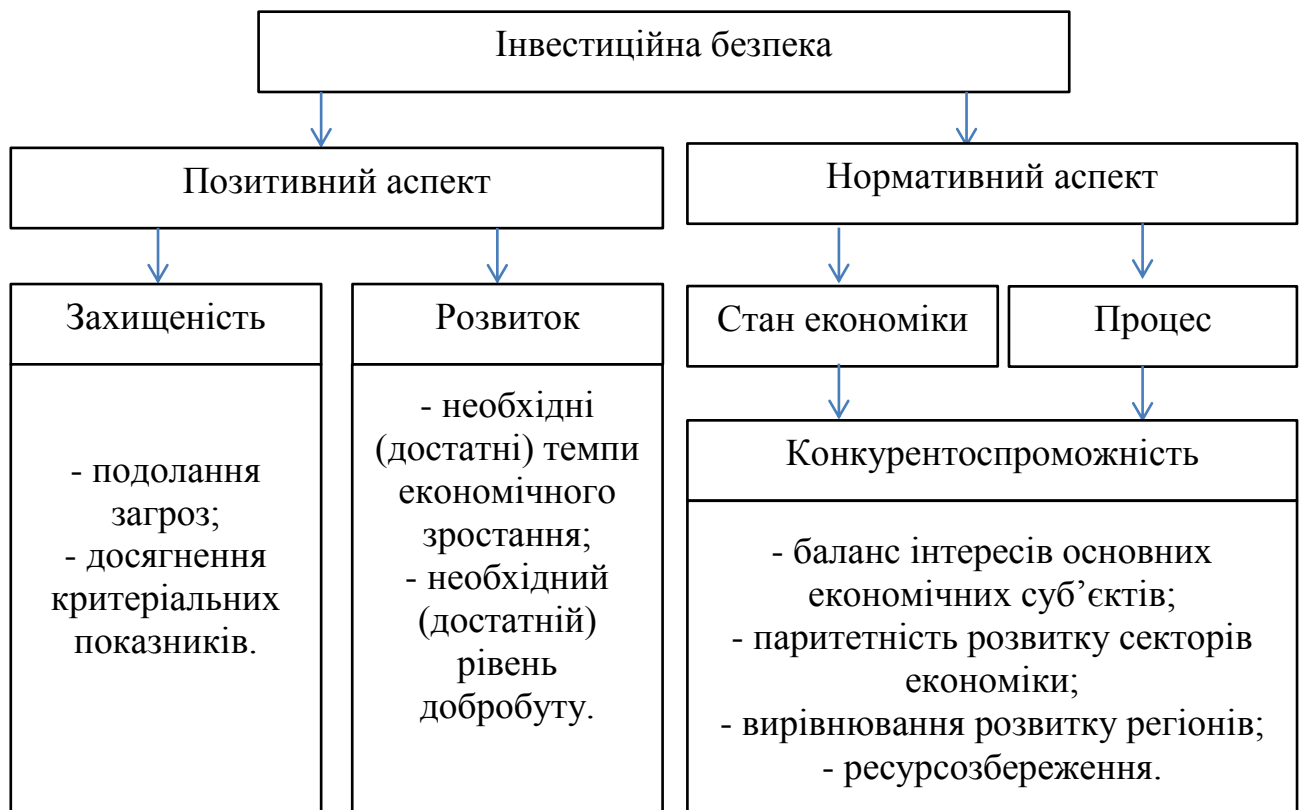 Інвестиційна безпека
Позитивний аспект
Нормативний аспект
Захищеність
- подолання
загроз;
- досягнення
критеріальних
показників.
Розвиток
- необхідні
(достатні) темпи
економічного
зростання;
- необхідний
(достатній)
рівень
добробуту.
Стан економіки
Процес
Конкурентоспроможність
- баланс інтересів основних
економічних суб’єктів;
- паритетність розвитку секторів
економіки;
- вирівнювання розвитку регіонів;
- ресурсозбереження.